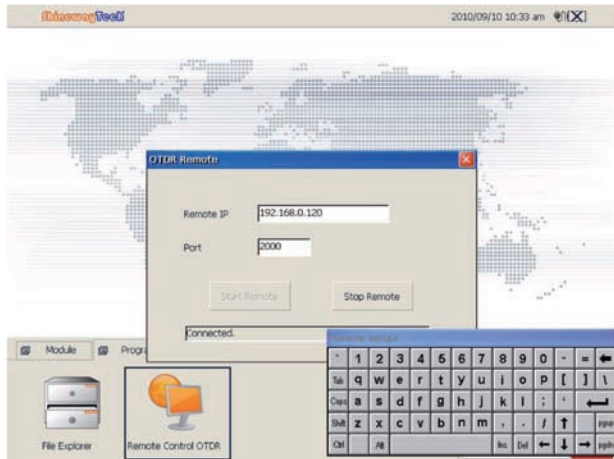 ShinewayTech
2010/09/10 10:33 am
OTDR Remote
Remote IP 192.168.0.120
Port 2000
Start Remote Stop Remote
Connected.
Module Progra
File Explorer Remote Control OTDR
` 1 2 3 4 5 6 7 8 9 0 - =
Tab q w e r t y u i o p [ ] \
Caps a s d f g h j k l ; '
Shift z x c v b n m , . /
Ctrl Alt Ins Del